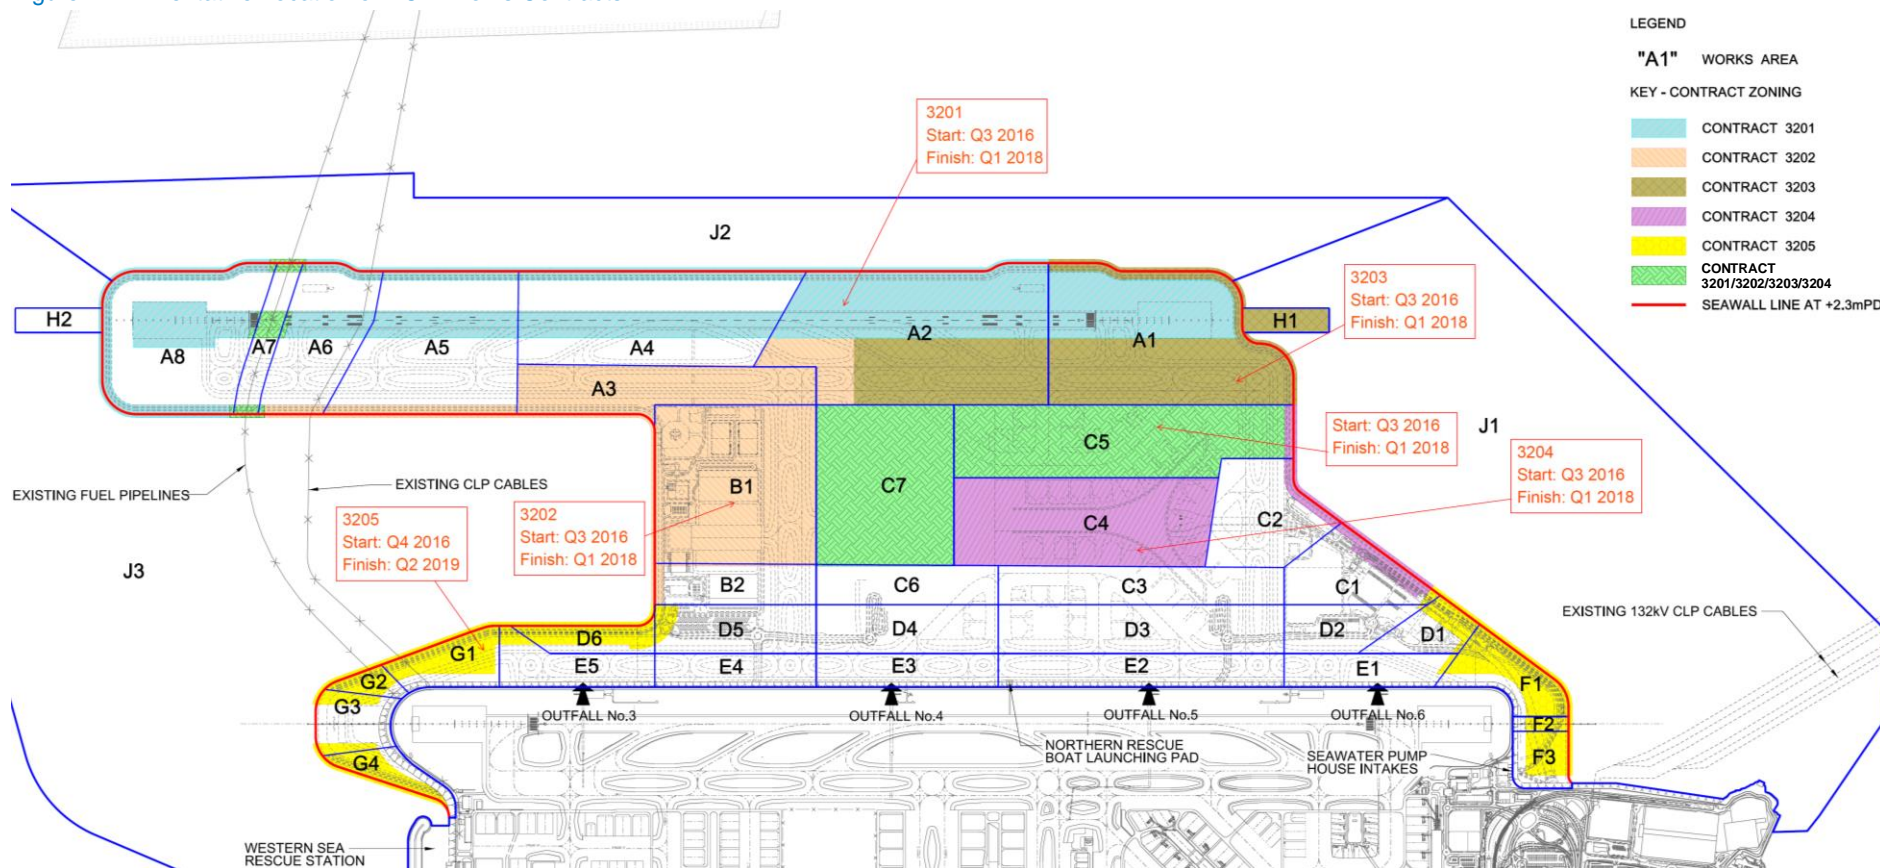 LEGEND
"A1" WORKS AREA
KEY - CONTRACT ZONING
CONTRACT 3201
CONTRACT 3202
CONTRACT 3203
CONTRACT 3204
CONTRACT 3205
CONTRACT
3201/3202/3203/3204
SEAWALL LINE AT +2.3mPD
3201
Start: Q3 2016
Finish: Q1 2018
J2
3203
Start: Q3 2016
Finish: Q1 2018
H2
H1
A8
A7
A6
A5
A4
A2
A1
A3
Start: Q3 2016
Finish: Q1 2018
J1
3204
Start: Q3 2016
Finish: Q1 2018
C5
EXISTING FUEL PIPELINES
EXISTING CLP CABLES
B1
C7
C4
C2
3205
Start: Q4 2016
Finish: Q2 2019
3202
Start: Q3 2016
Finish: Q1 2018
J3
B2
C6
C3
C1
EXISTING 132kV CLP CABLES
D6
D5
D4
D3
D2
D1
G1
E5
E4
E3
E2
E1
G2
F1
G3
OUTFALL No.3
OUTFALL No.4
OUTFALL No.5
OUTFALL No.6
F2
G4
NORTHERN RESCUE
BOAT LAUNCHING PAD
SEAWATER PUMP
HOUSE INTAKES
F3
WESTERN SEA
RESCUE STATION